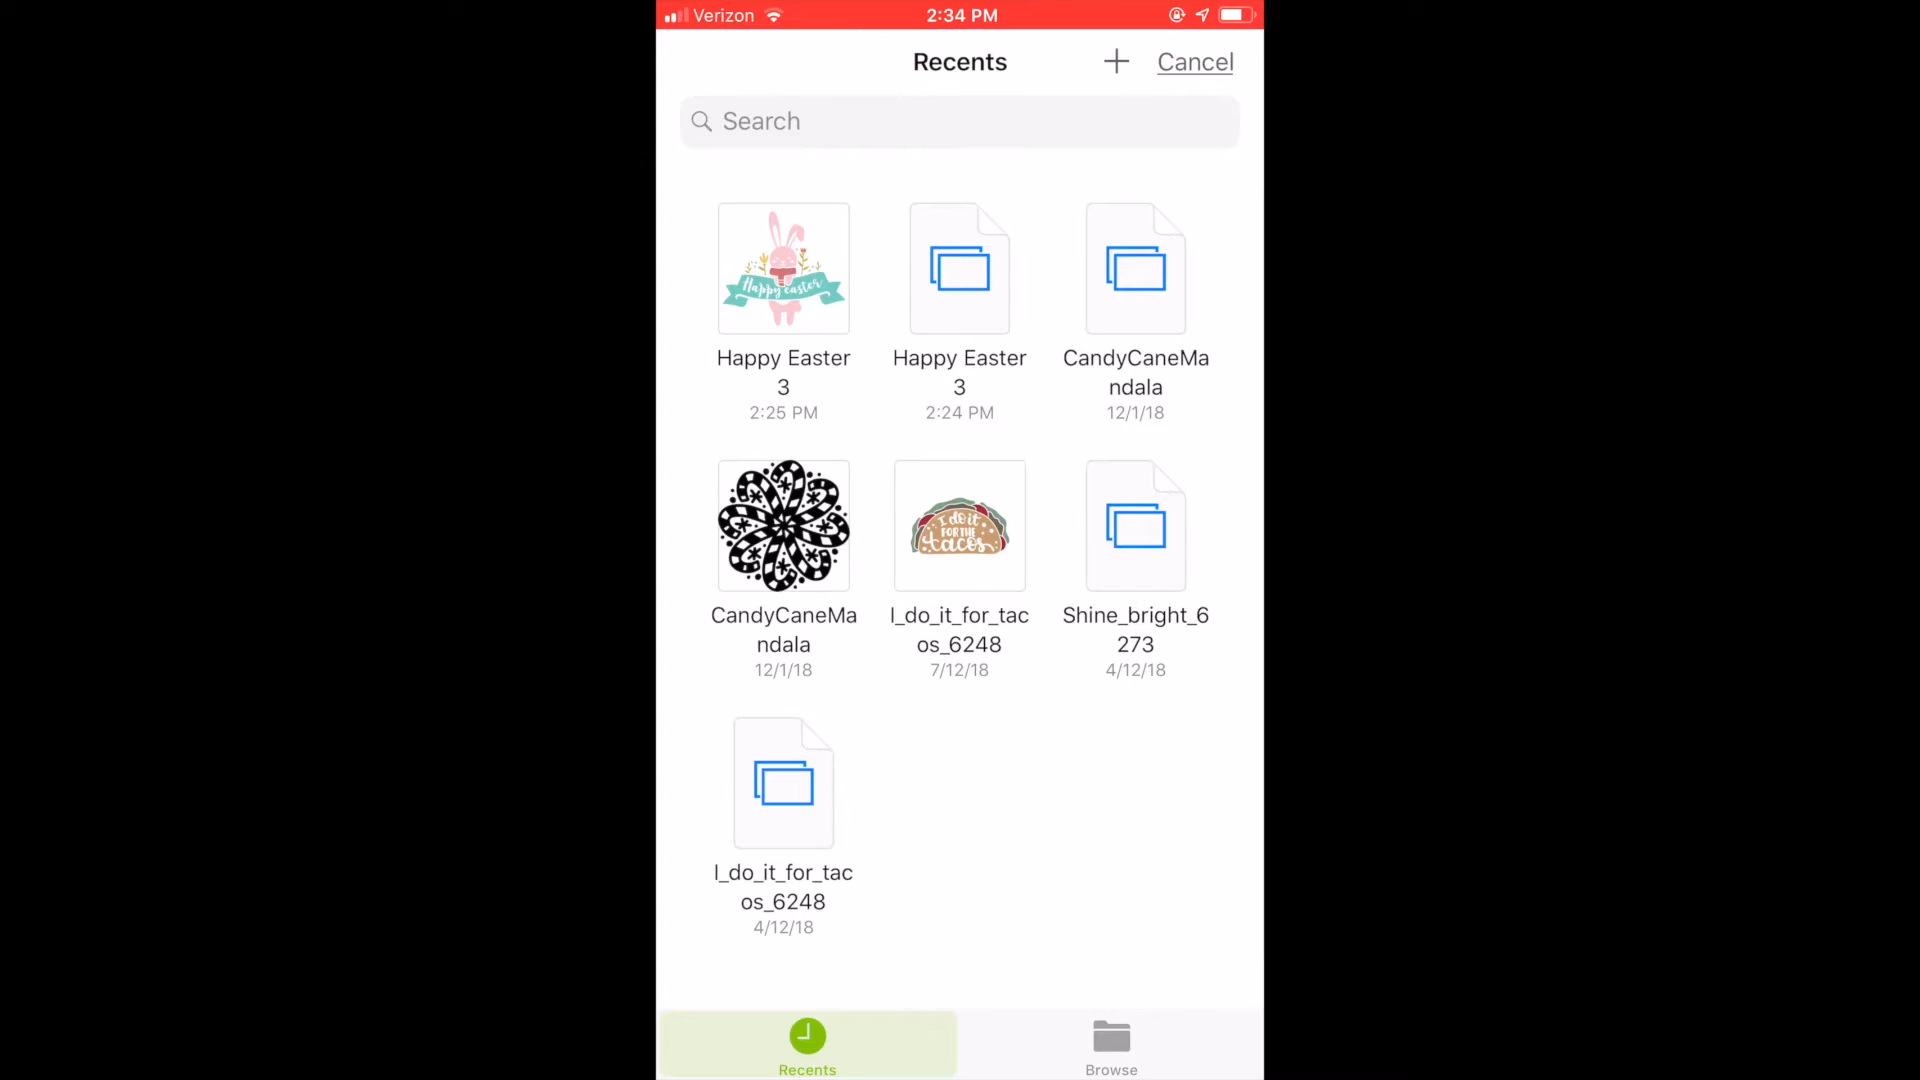 Verizon 2:34 PM
Recents Cancel
Search
Happy easter
Happy Easter
3
2:25 PM
Happy Easter
3
2:24 PM
CandyCaneMa
ndala
12/1/18
CandyCaneMa
ndala
12/1/18
I do it
FOR THE
tacos
I_do_it_for_tac
os_6248
7/12/18
Shine_bright_6
273
4/12/18
I_do_it_for_tac
os_6248
4/12/18
Recents
Browse